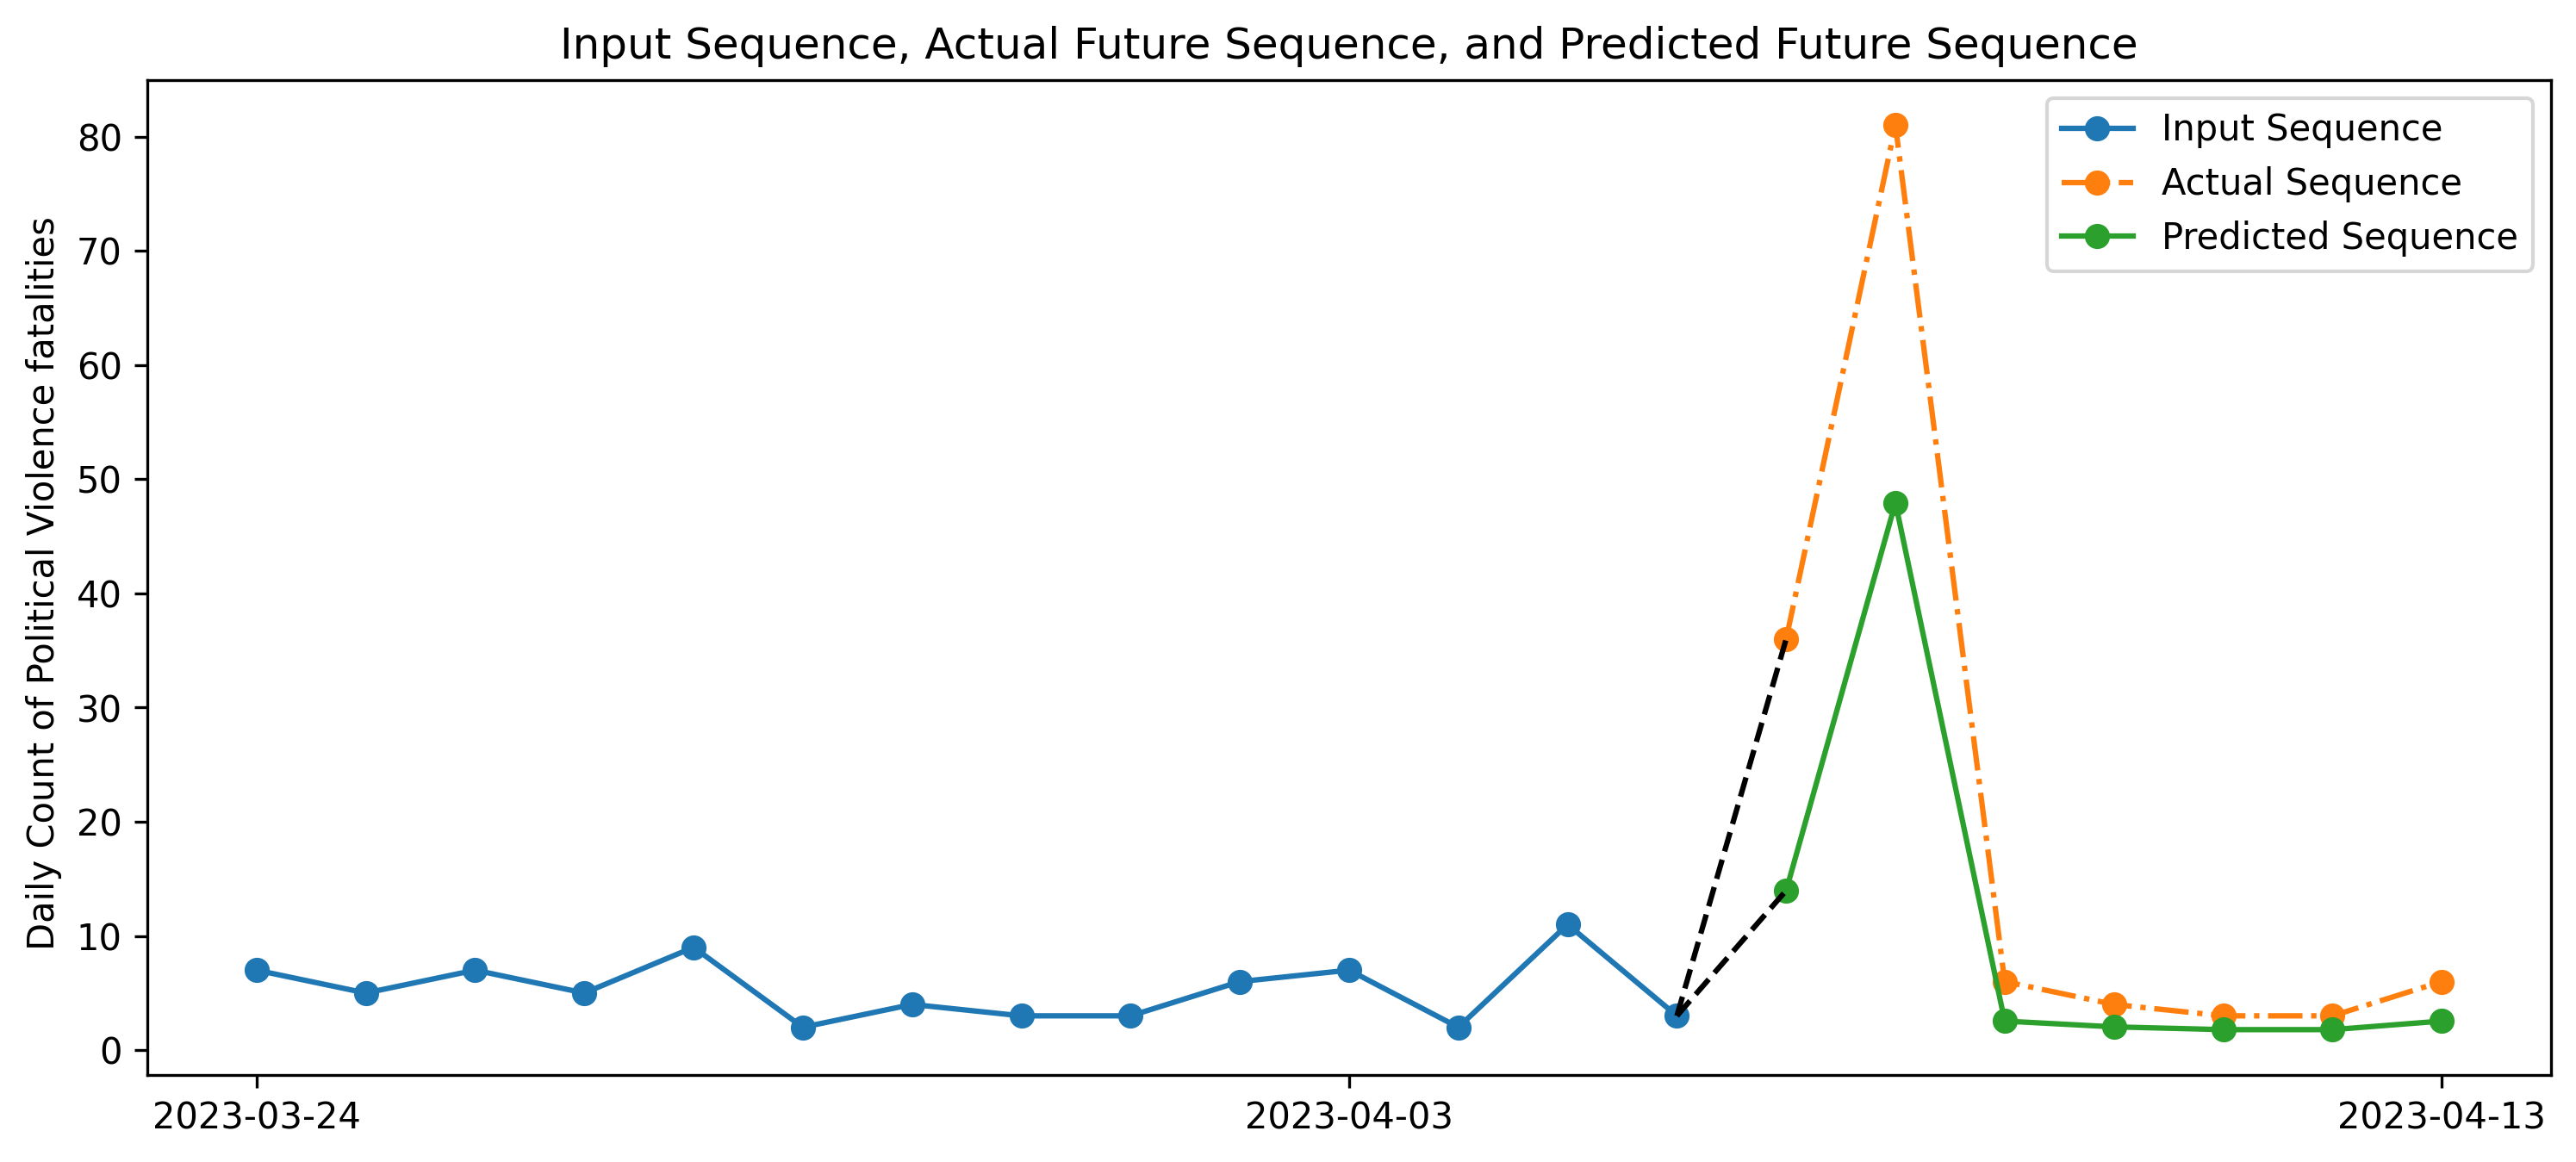 Input Sequence, Actual Future Sequence, and Predicted Future Sequence
Daily Count of Political Violence fatalities
80
70
60
50
40
30
20
10
0
2023-03-24
2023-04-03
2023-04-13
Input Sequence
Actual Sequence
Predicted Sequence